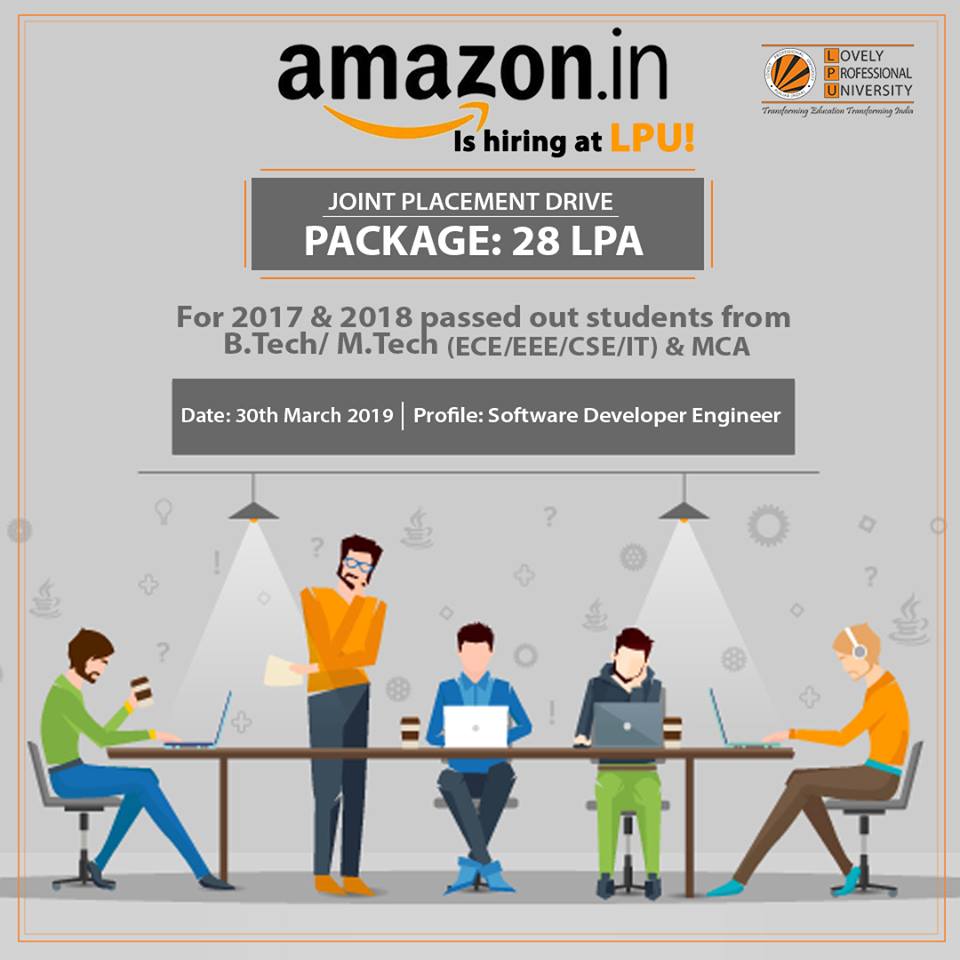 amazon.in
Is hiring at LPU!
LOVELY
PROFESSIONAL
UNIVERSITY
Transforming Education Transforming India
JOINT PLACEMENT DRIVE
PACKAGE: 28 LPA
For 2017 & 2018 passed out students from
B.Tech/ M.Tech (ECE/EEE/CSE/IT) & MCA
Date: 30th March 2019 | Profile: Software Developer Engineer